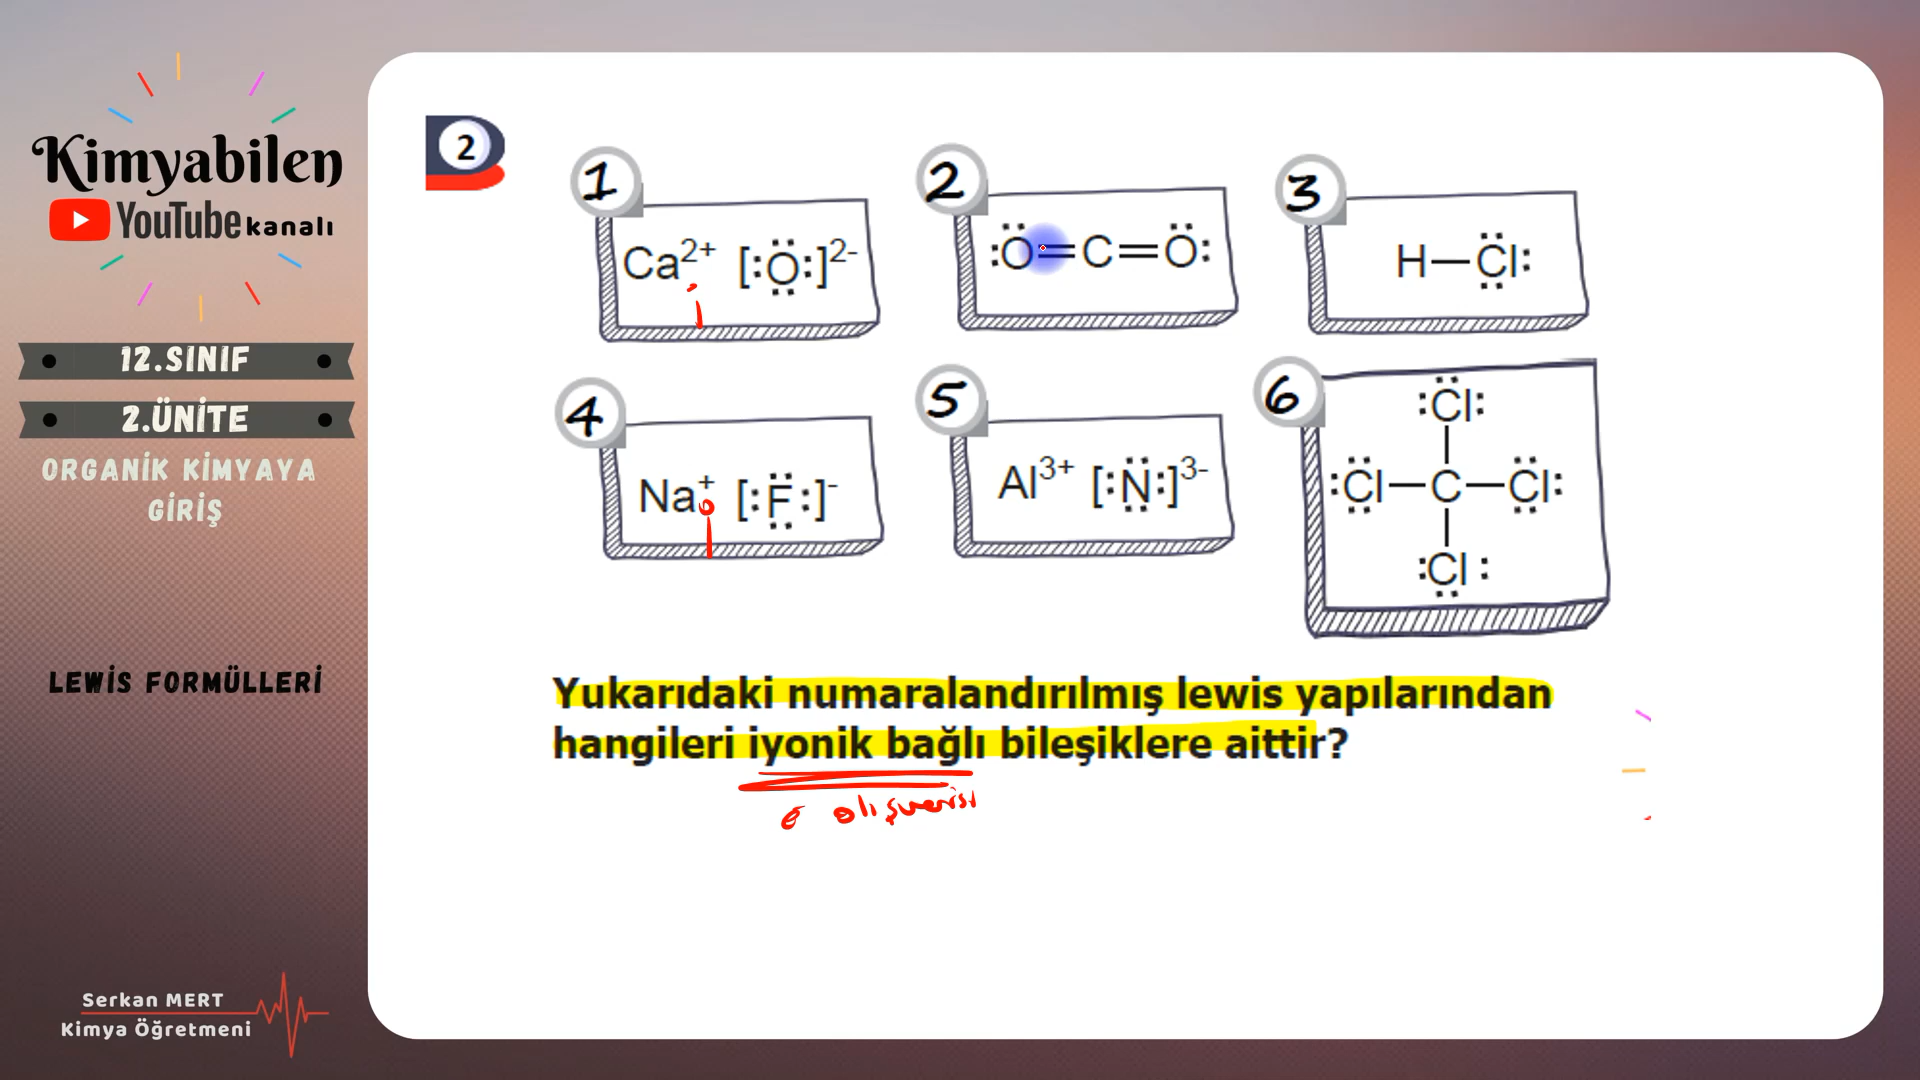 Kimyabilen
YouTube kanalı
12.SINIF
2.ÜNİTE
ORGANİK KİMYAYA
GİRİŞ
LEWİS FORMÜLLERİ
Serkan MERT
Kimya Öğretmeni
2
1
Ca2+ [:Ö:]2-
i
2
:Ö=C=Ö:
3
H—Cl:
4
Na+ [:F:]-
5
Al3+ [:N:]3-
6
:Cl:
:Cl—C—Cl:
:Cl:
Yukarıdaki numaralandırılmış lewis yapılarından
hangileri iyonik bağlı bileşiklere aittir?
alışverişi